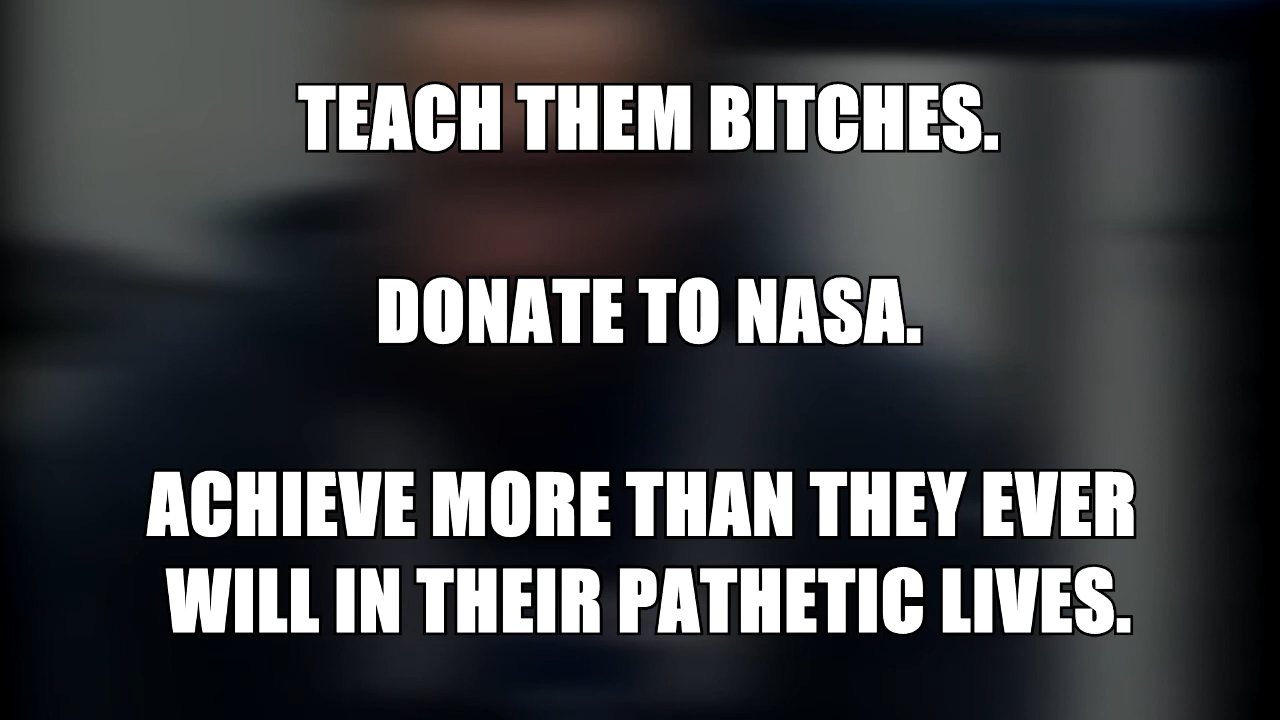 TEACH THEM BITCHES.
DONATE TO NASA.
ACHIEVE MORE THAN THEY EVER
WILL IN THEIR PATHETIC LIVES.